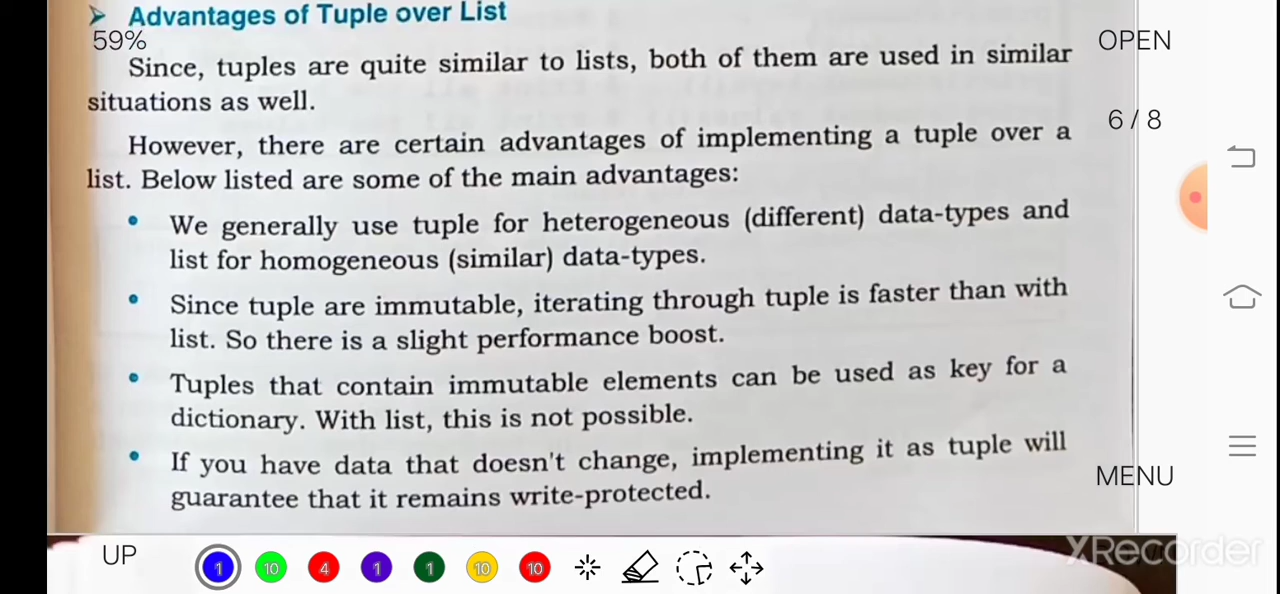 ➢ Advantages of Tuple over List
59%
OPEN
Since, tuples are quite similar to lists, both of them are used in similar
situations as well.
6 / 8
However, there are certain advantages of implementing a tuple over a
list. Below listed are some of the main advantages:
• We generally use tuple for heterogeneous (different) data-types and
list for homogeneous (similar) data-types.
• Since tuple are immutable, iterating through tuple is faster than with
list. So there is a slight performance boost.
• Tuples that contain immutable elements can be used as key for a
dictionary. With list, this is not possible.
• If you have data that doesn't change, implementing it as tuple will
guarantee that it remains write-protected.
MENU
UP
1 10 4 1 1 10 10
XRecorder